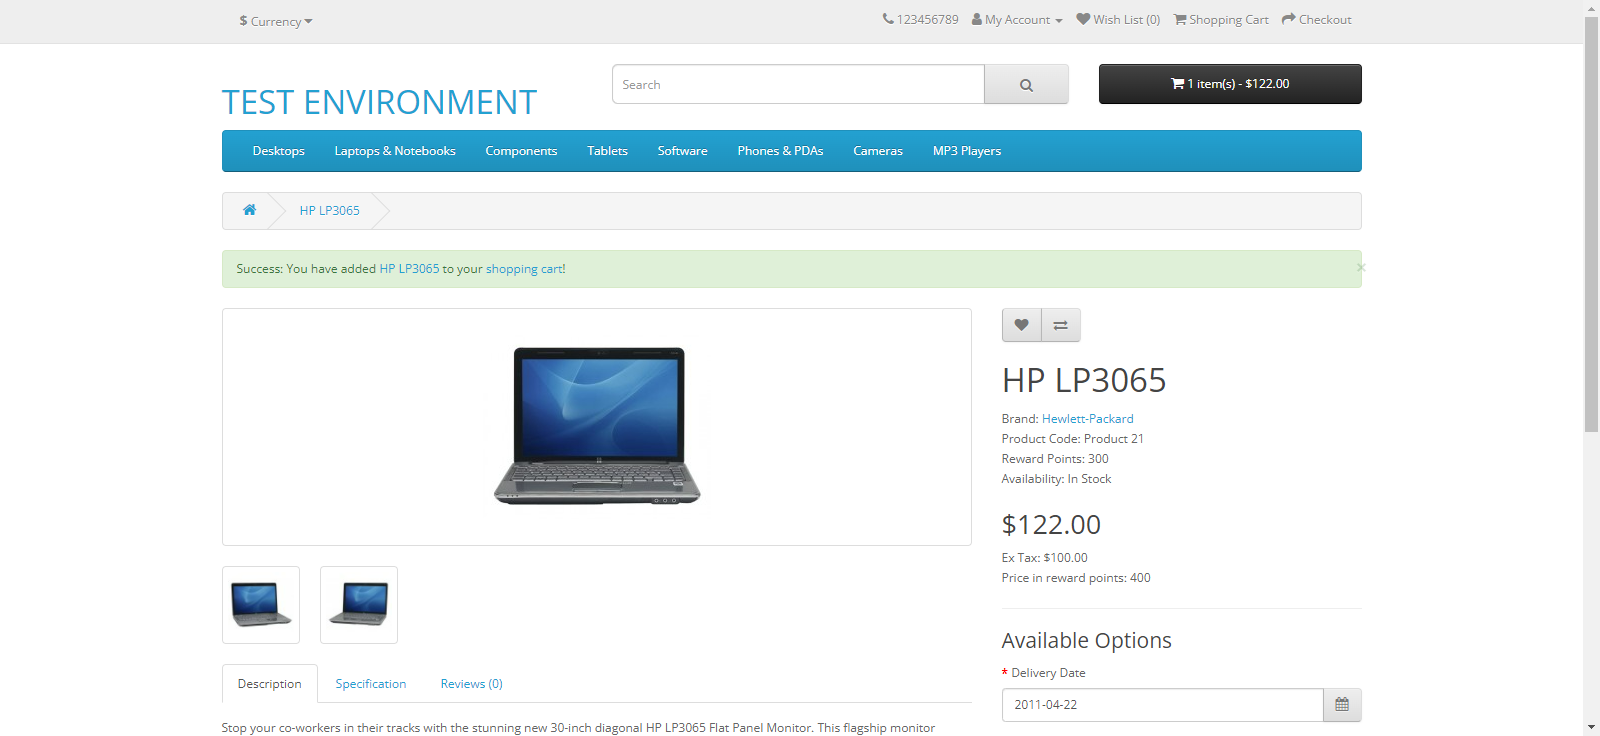 $ Currency
123456789 My Account Wish List (0) Shopping Cart Checkout
TEST ENVIRONMENT
Search
1 item(s) - $122.00
Desktops Laptops & Notebooks Components Tablets Software Phones & PDAs Cameras MP3 Players
HP LP3065
Success: You have added HP LP3065 to your shopping cart!
×
HP LP3065
Brand: Hewlett-Packard
Product Code: Product 21
Reward Points: 300
Availability: In Stock
$122.00
Ex Tax: $100.00
Price in reward points: 400
Available Options
* Delivery Date
2011-04-22
Description Specification Reviews (0)
Stop your co-workers in their tracks with the stunning new 30-inch diagonal HP LP3065 Flat Panel Monitor. This flagship monitor